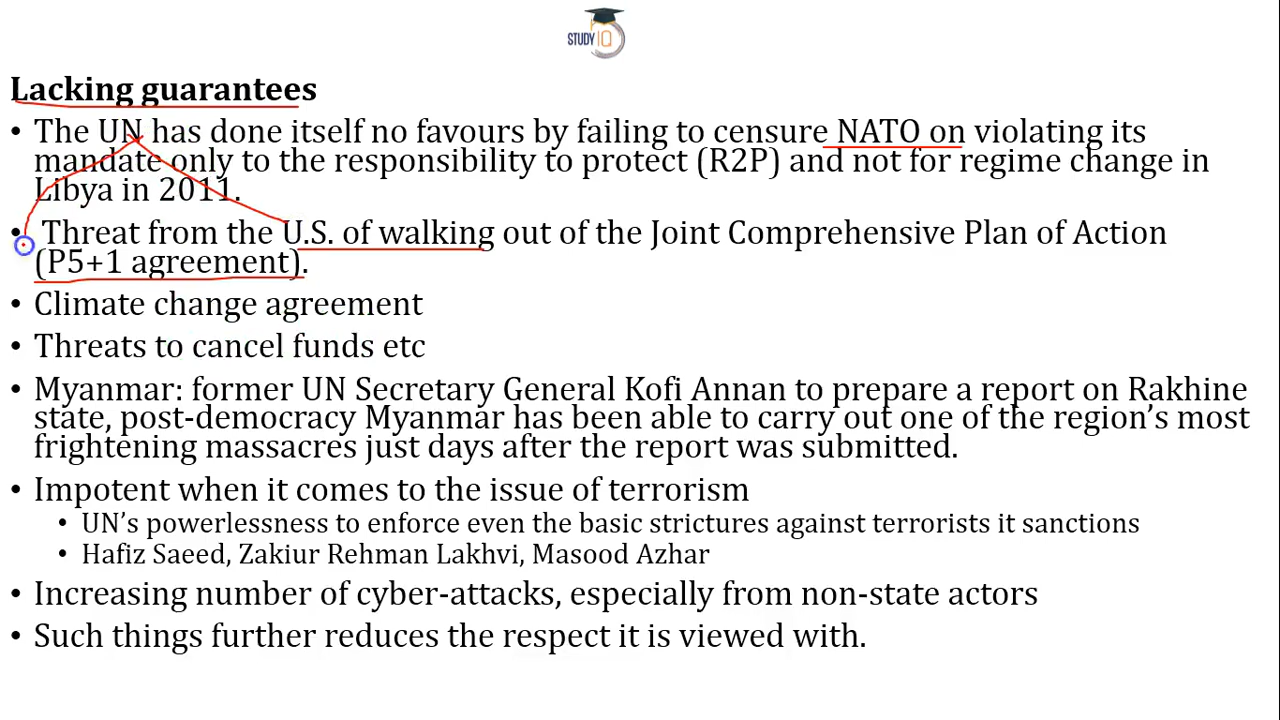 STUDY IQ
Lacking guarantees
• The UN has done itself no favours by failing to censure NATO on violating its
mandate only to the responsibility to protect (R2P) and not for regime change in
Libya in 2011.
• Threat from the U.S. of walking out of the Joint Comprehensive Plan of Action
(P5+1 agreement).
• Climate change agreement
• Threats to cancel funds etc
• Myanmar: former UN Secretary General Kofi Annan to prepare a report on Rakhine
state, post-democracy Myanmar has been able to carry out one of the region’s most
frightening massacres just days after the report was submitted.
• Impotent when it comes to the issue of terrorism
• UN’s powerlessness to enforce even the basic strictures against terrorists it sanctions
• Hafiz Saeed, Zakiur Rehman Lakhvi, Masood Azhar
• Increasing number of cyber-attacks, especially from non-state actors
• Such things further reduces the respect it is viewed with.